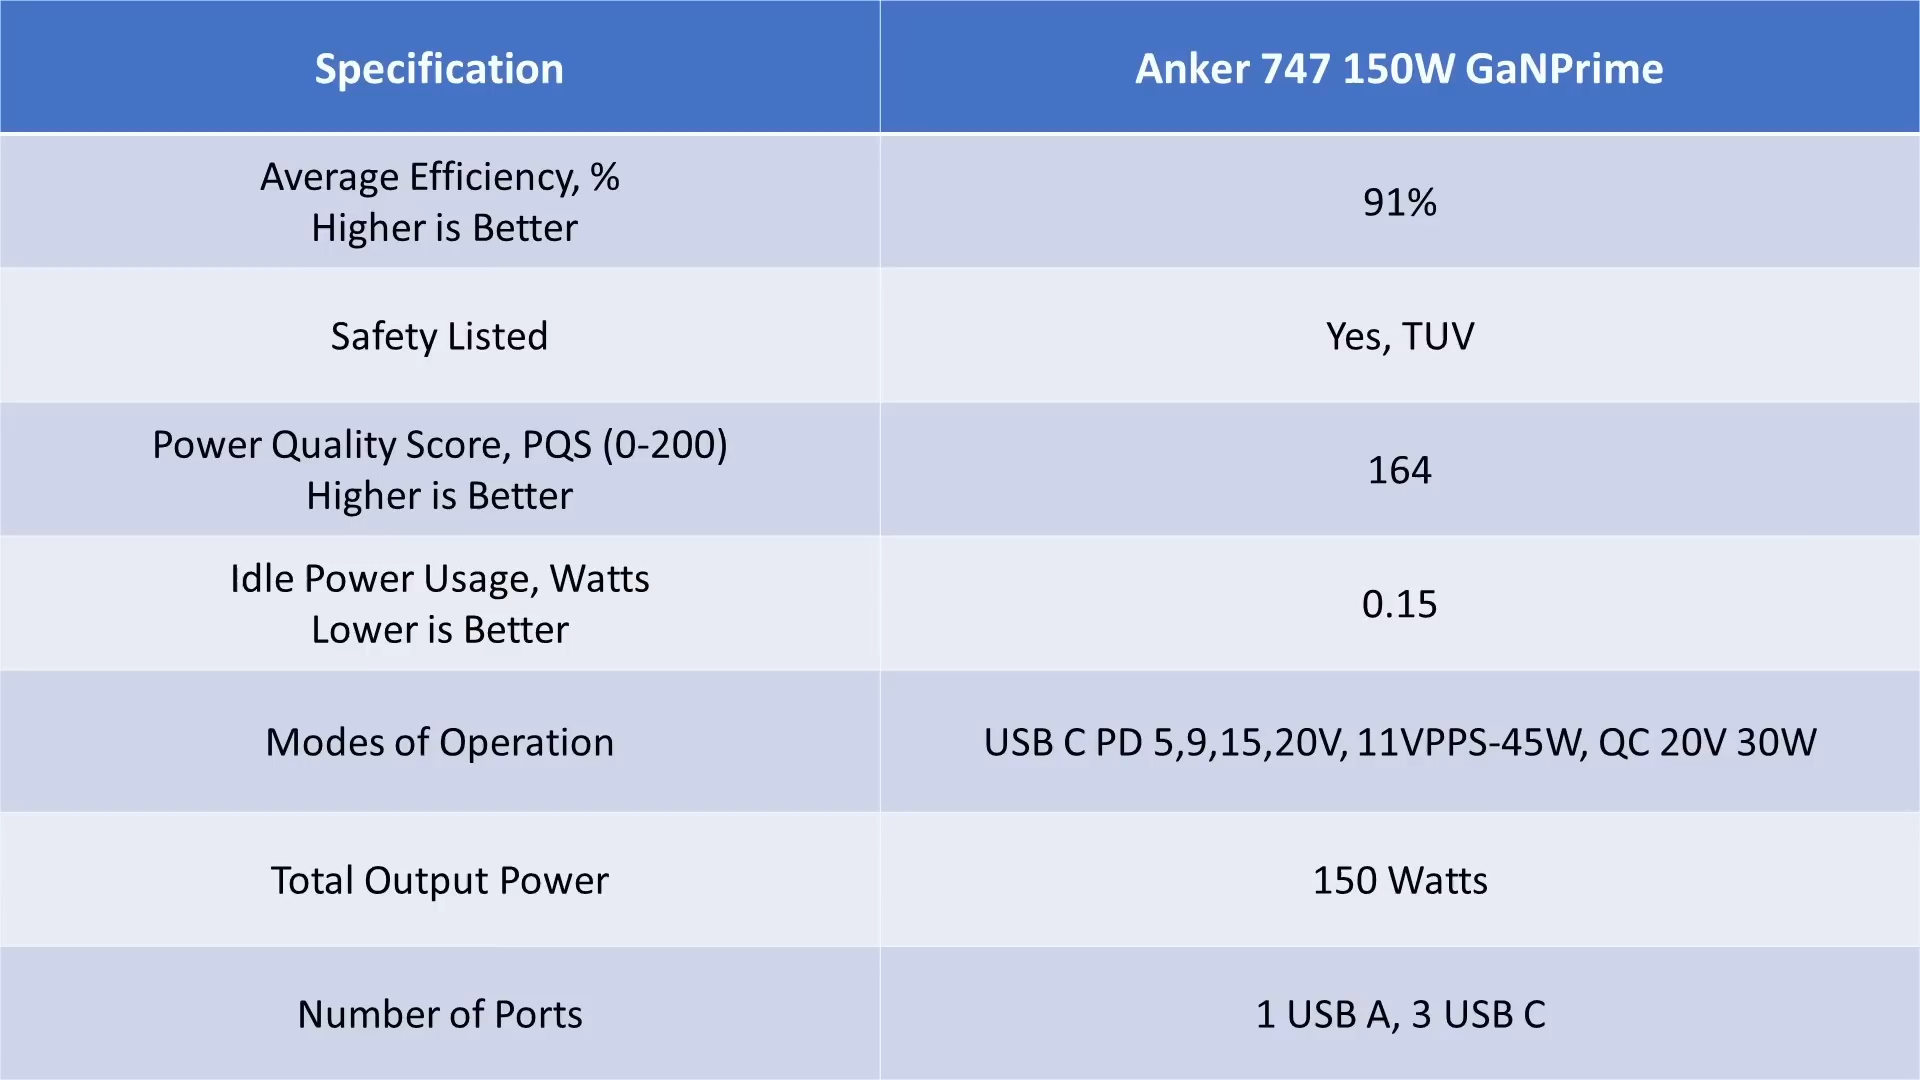 Specification
Anker 747 150W GaNPrime
Average Efficiency, %
Higher is Better
91%
Safety Listed
Yes, TUV
Power Quality Score, PQS (0-200)
Higher is Better
164
Idle Power Usage, Watts
Lower is Better
0.15
Modes of Operation
USB C PD 5,9,15,20V, 11VPPS-45W, QC 20V 30W
Total Output Power
150 Watts
Number of Ports
1 USB A, 3 USB C